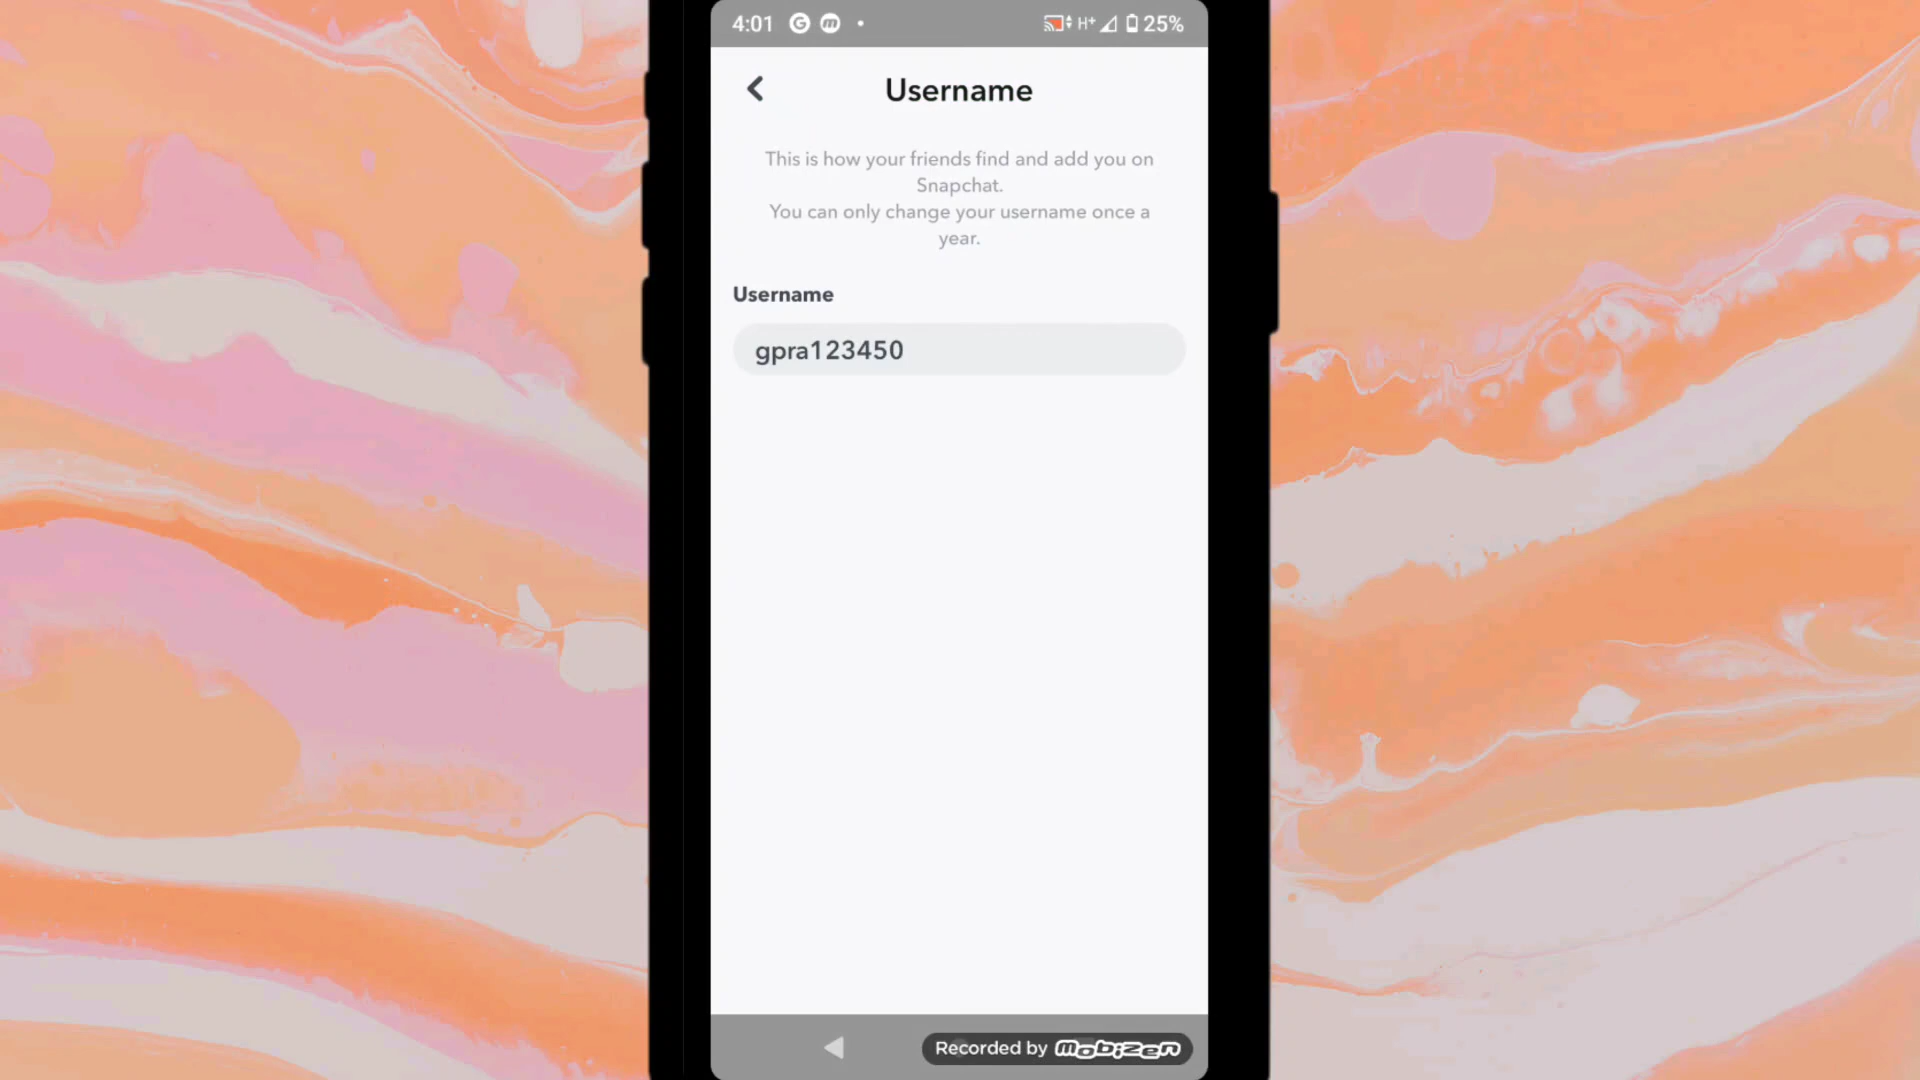 4:01 G m H+ 25%
Username
This is how your friends find and add you on
Snapchat.
You can only change your username once a
year.
Username
gpra123450
Recorded by mobizen